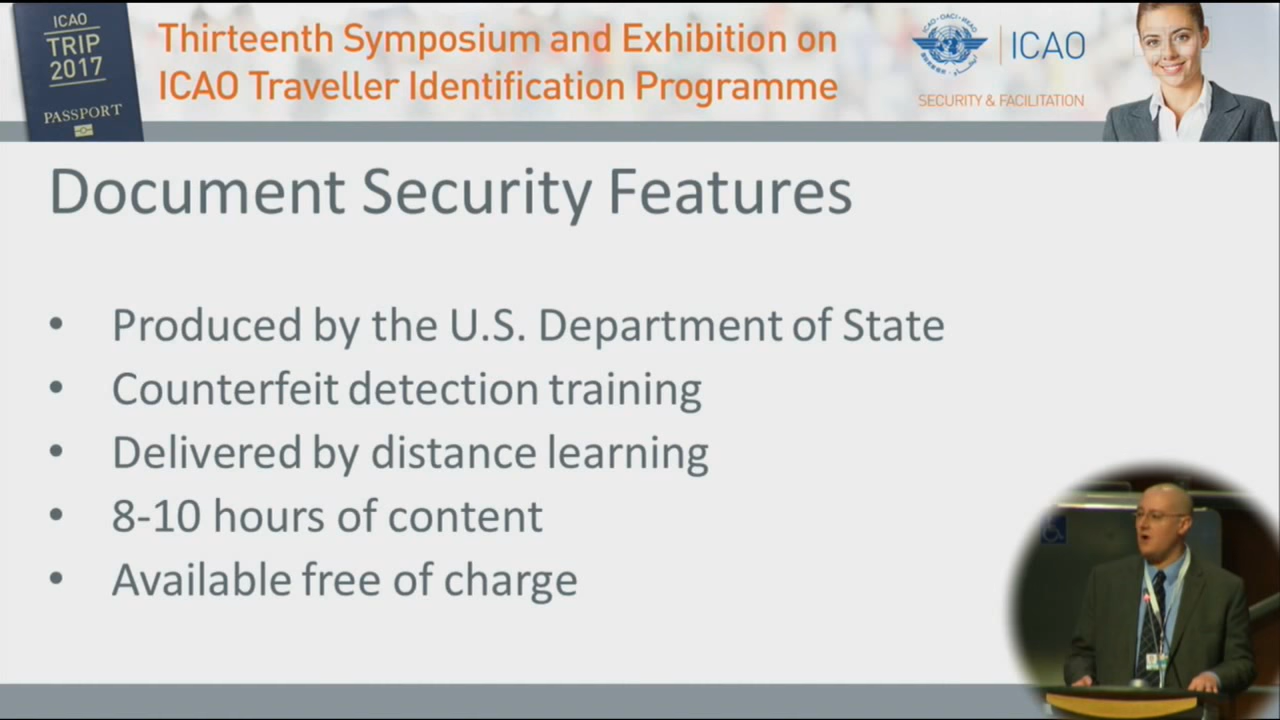 ICAO
TRIP
2017
PASSPORT
Thirteenth Symposium and Exhibition on
ICAO Traveller Identification Programme
ICAO
SECURITY & FACILITATION
Document Security Features
• Produced by the U.S. Department of State
• Counterfeit detection training
• Delivered by distance learning
• 8-10 hours of content
• Available free of charge